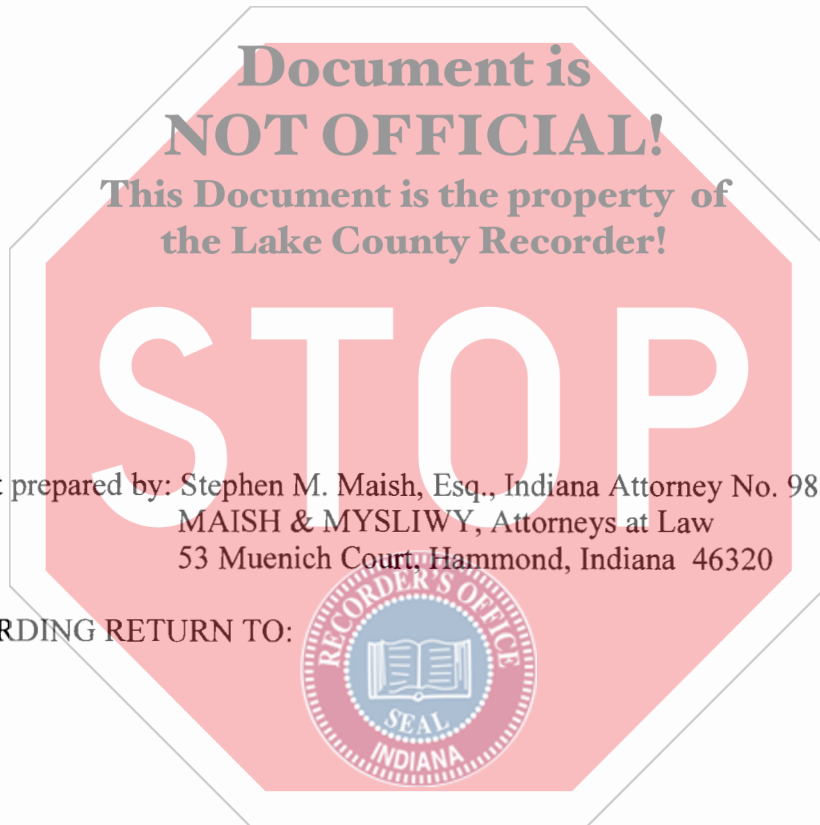 Document is
NOT OFFICIAL!
This Document is the property of
the Lake County Recorder!
STOP
prepared by: Stephen M. Maish, Esq., Indiana Attorney No. 98
MAISH & MYSLIWY, Attorneys at Law
53 Muenich Court, Hammond, Indiana 46320
RDING RETURN TO:
RECORDER'S OFFICE
SEAL
INDIANA